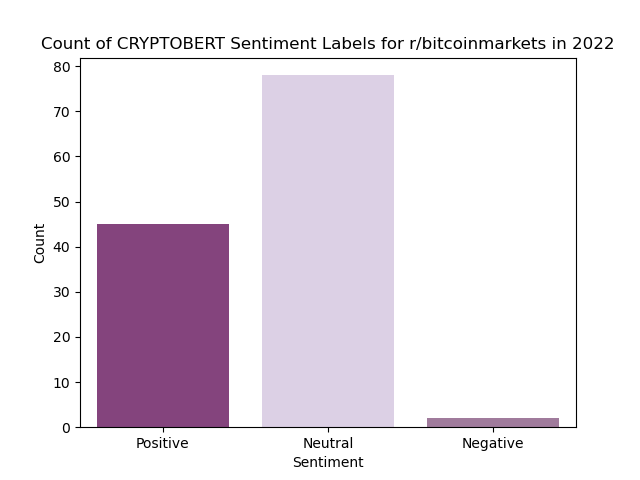 Count of CRYPTOBERT Sentiment Labels for r/bitcoinmarkets in 2022
80
70
60
50
40
30
20
10
0
Count
Positive Neutral Negative
Sentiment